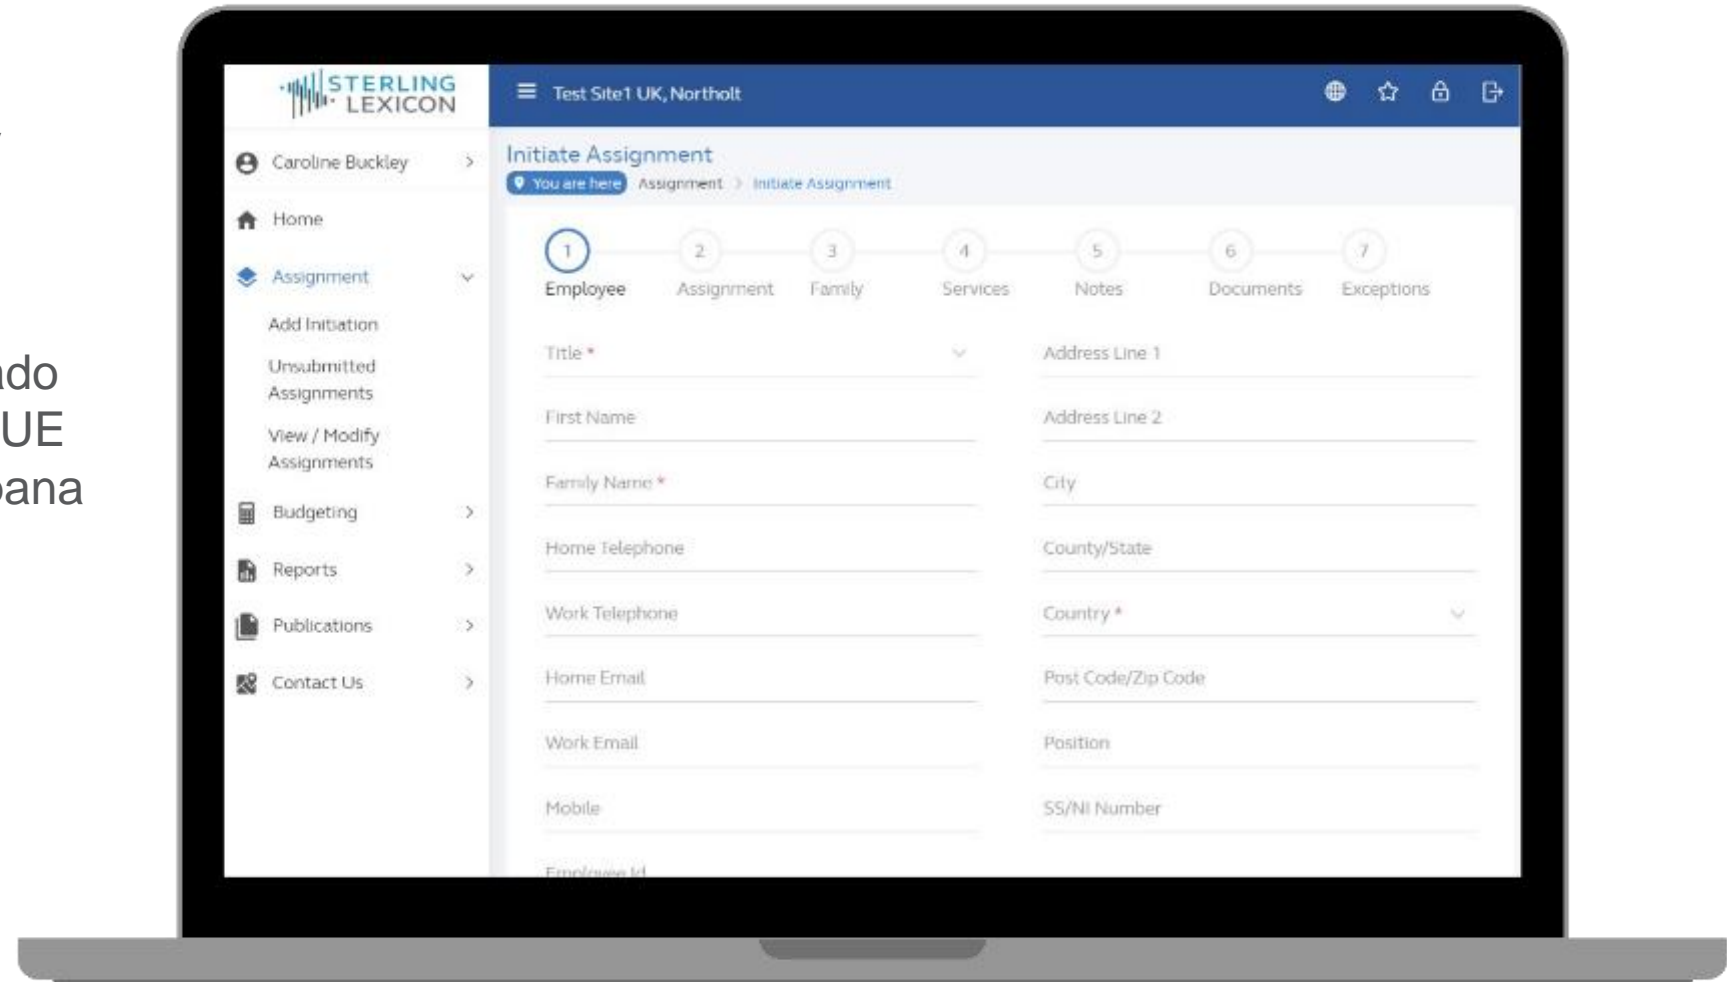 ado
UE
bana
STERLING
LEXICON
Caroline Buckley
Home
Assignment
Add Initiation
Unsubmitted
Assignments
View / Modify
Assignments
Budgeting
Reports
Publications
Contact Us
Test Site1 UK, Northolt
Initiate Assignment
You are here Assignment > Initiate Assignment
1 2 3 4 5 6 7
Employee Assignment Family Services Notes Documents Exceptions
Title * Address Line 1
First Name Address Line 2
Family Name * City
Home Telephone County/State
Work Telephone Country *
Home Email Post Code/Zip Code
Work Email Position
Mobile SS/NI Number
Employee Id